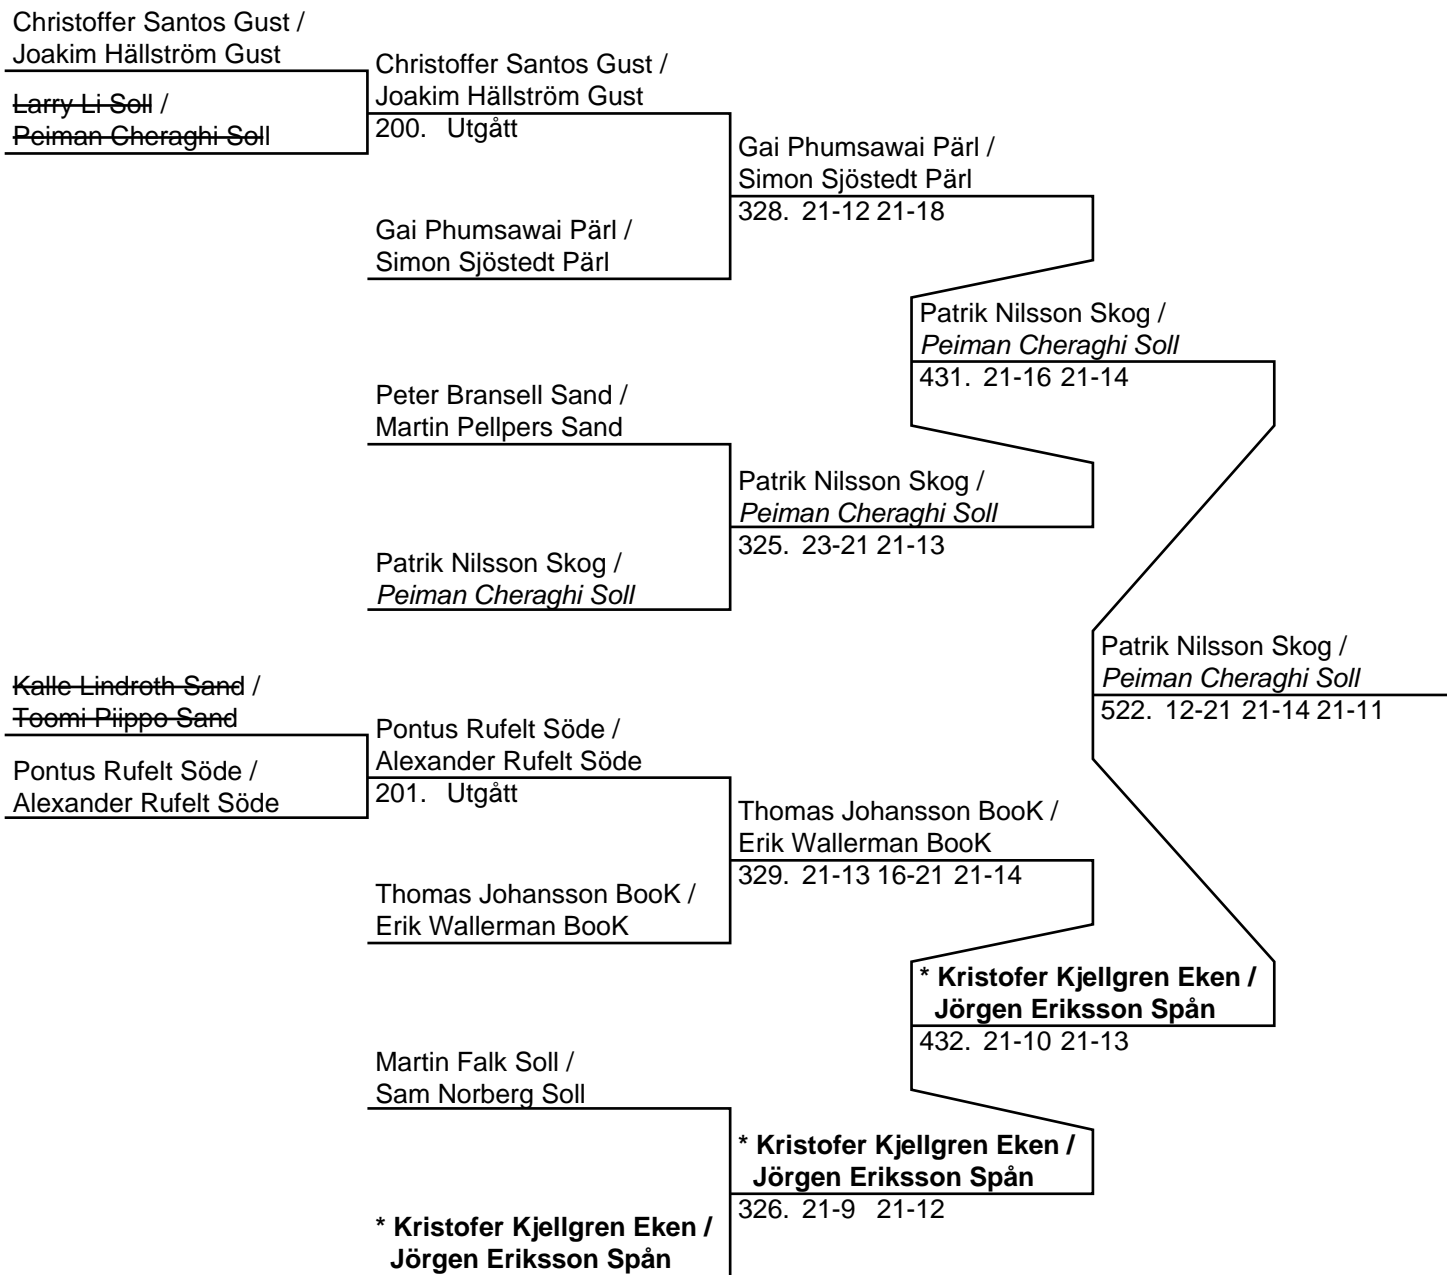 Christoffer Santos Gust /
Joakim Hällström Gust
Larry Li Soll /
Peiman Cheraghi Soll
Christoffer Santos Gust /
Joakim Hällström Gust
200. Utgått
Gai Phumsawai Pärl /
Simon Sjöstedt Pärl
328. 21-12 21-18
Gai Phumsawai Pärl /
Simon Sjöstedt Pärl
Patrik Nilsson Skog /
Peiman Cheraghi Soll
431. 21-16 21-14
Peter Bransell Sand /
Martin Pellpers Sand
Patrik Nilsson Skog /
Peiman Cheraghi Soll
325. 23-21 21-13
Patrik Nilsson Skog /
Peiman Cheraghi Soll
Patrik Nilsson Skog /
Peiman Cheraghi Soll
522. 12-21 21-14 21-11
Kalle Lindroth Sand /
Toomi Piippo Sand
Pontus Rufelt Söde /
Alexander Rufelt Söde
201. Utgått
Pontus Rufelt Söde /
Alexander Rufelt Söde
Thomas Johansson BooK /
Erik Wallerman BooK
329. 21-13 16-21 21-14
Thomas Johansson BooK /
Erik Wallerman BooK
* Kristofer Kjellgren Eken /
Jörgen Eriksson Spån
432. 21-10 21-13
Martin Falk Soll /
Sam Norberg Soll
* Kristofer Kjellgren Eken /
Jörgen Eriksson Spån
326. 21-9 21-12
* Kristofer Kjellgren Eken /
Jörgen Eriksson Spån